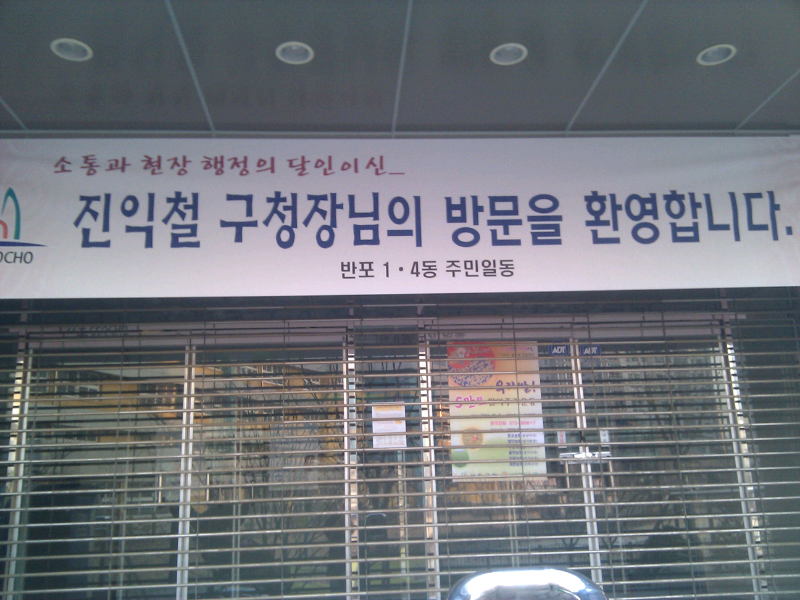 소통과 현장 행정의 달인이신_
진익철 구청장님의 방문을 환영합니다.
OCHO
반포 1·4동 주민일동
ADT